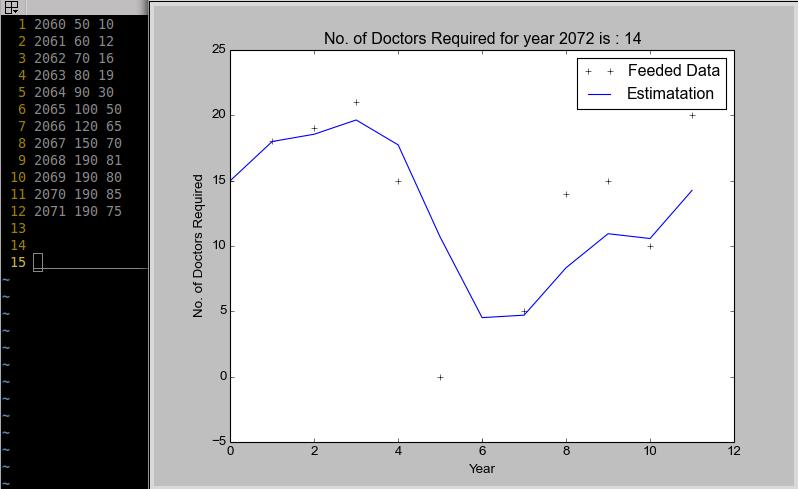 1 2060 50 10
2 2061 60 12
3 2062 70 16
4 2063 80 19
5 2064 90 30
6 2065 100 50
7 2066 120 65
8 2067 150 70
9 2068 190 81
10 2069 190 80
11 2070 190 85
12 2071 190 75
13
14
15
~
~
~
~
~
~
~
~
~
~
~
~
~
No. of Doctors Required for year 2072 is : 14
Feeded Data
Estimatation
No. of Doctors Required
25
20
15
10
5
0
−5
0 2 4 6 8 10 12
Year